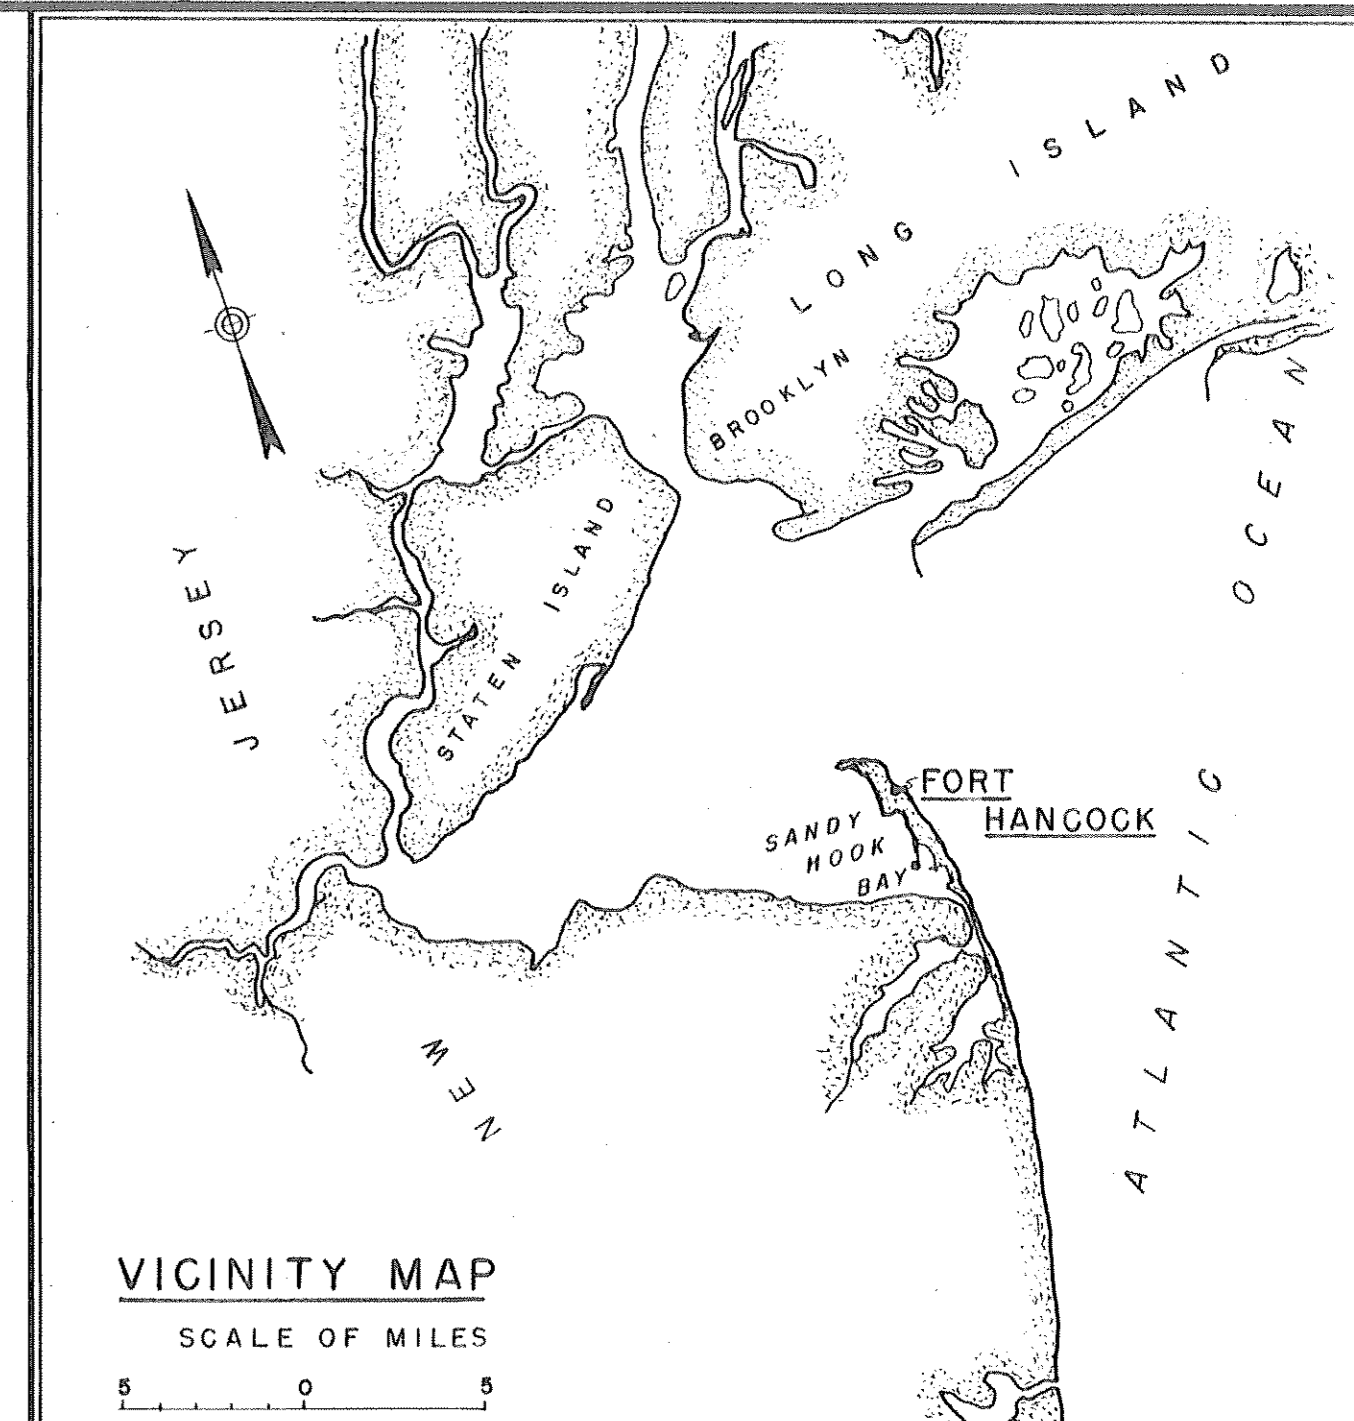 LONG ISLAND
BROOKLYN
STATEN ISLAND
NEW JERSEY
FORT
HANCOCK
SANDY
HOOK
BAY
ATLANTIC OCEAN
VICINITY MAP
SCALE OF MILES
5 0 5